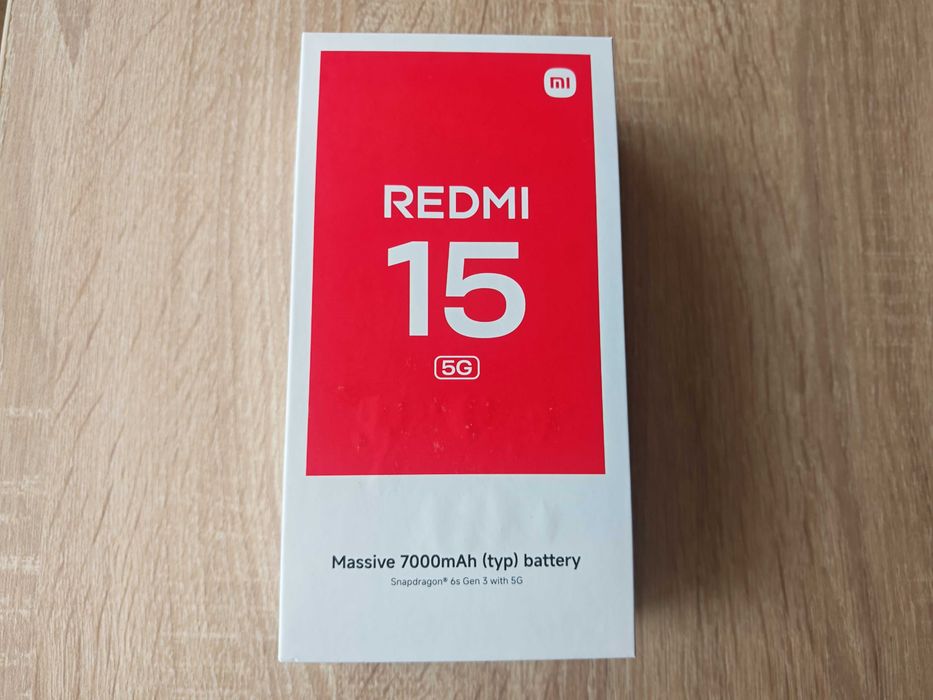 mi
REDMI
15
5G
Massive 7000mAh (typ) battery
Snapdragon® 6s Gen 3 with 5G